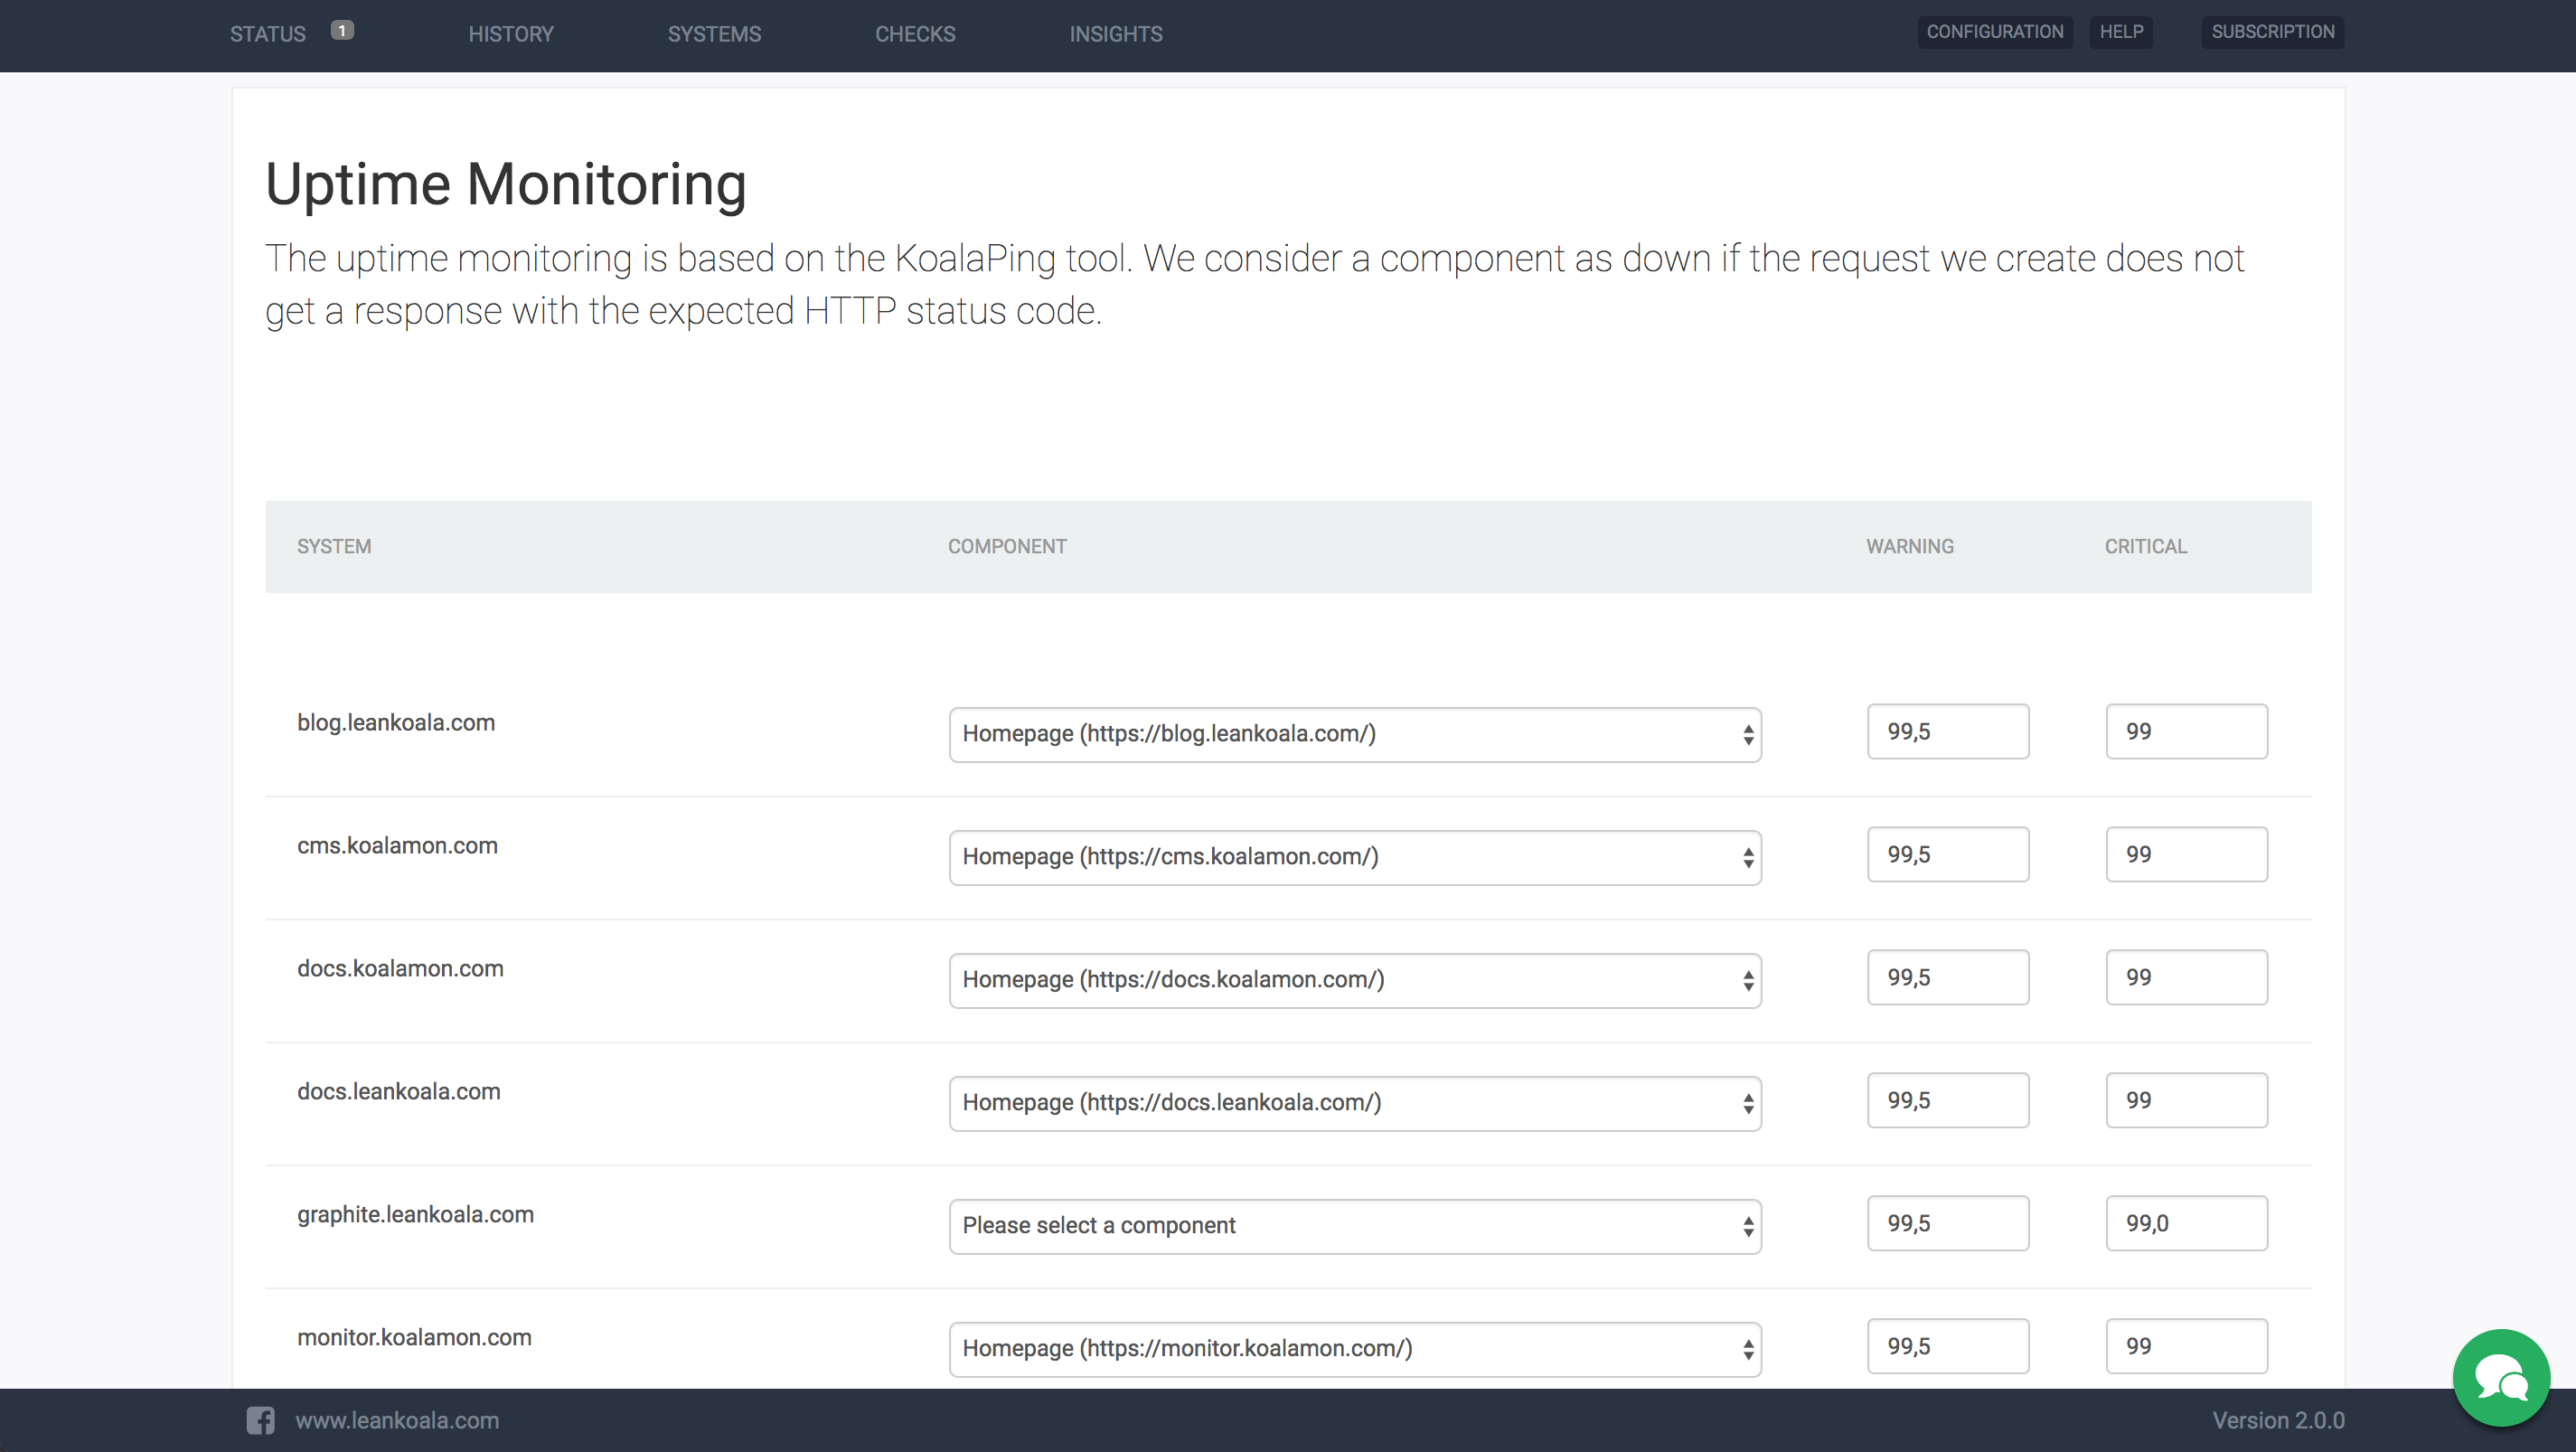 STATUS 1 HISTORY SYSTEMS CHECKS INSIGHTS CONFIGURATION HELP SUBSCRIPTION
Uptime Monitoring
The uptime monitoring is based on the KoalaPing tool. We consider a component as down if the request we create does not
get a response with the expected HTTP status code.
SYSTEM COMPONENT WARNING CRITICAL
blog.leankoala.com Homepage (https://blog.leankoala.com/) 99,5 99
cms.koalamon.com Homepage (https://cms.koalamon.com/) 99,5 99
docs.koalamon.com Homepage (https://docs.koalamon.com/) 99,5 99
docs.leankoala.com Homepage (https://docs.leankoala.com/) 99,5 99
graphite.leankoala.com Please select a component 99,5 99,0
monitor.koalamon.com Homepage (https://monitor.koalamon.com/) 99,5 99
www.leankoala.com Version 2.0.0